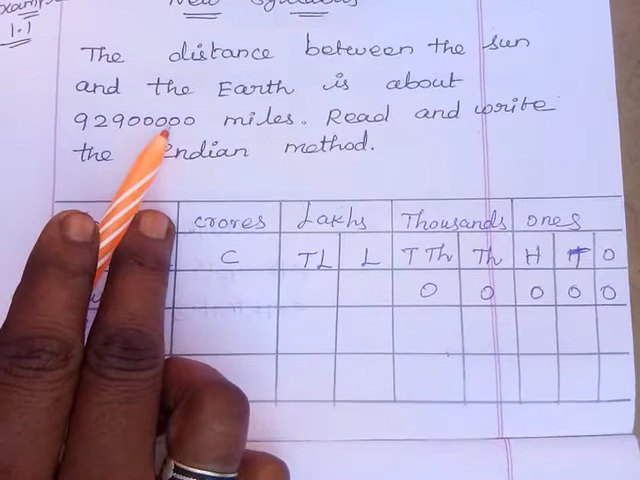 1.1
New Syllabus
The distance between the sun
and the Earth is about
92900000 miles. Read and write
the Indian method.
crores Lakhs Thousands ones
C TL L T Th Th H T O
0 0 0 0 0